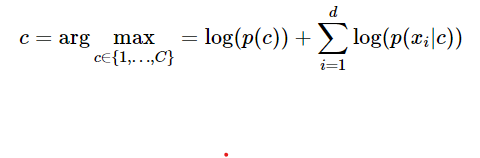 c = arg max_{c∈{1,…,C}} = log(p(c)) + ∑_{i=1}^{d} log(p(x_i|c))